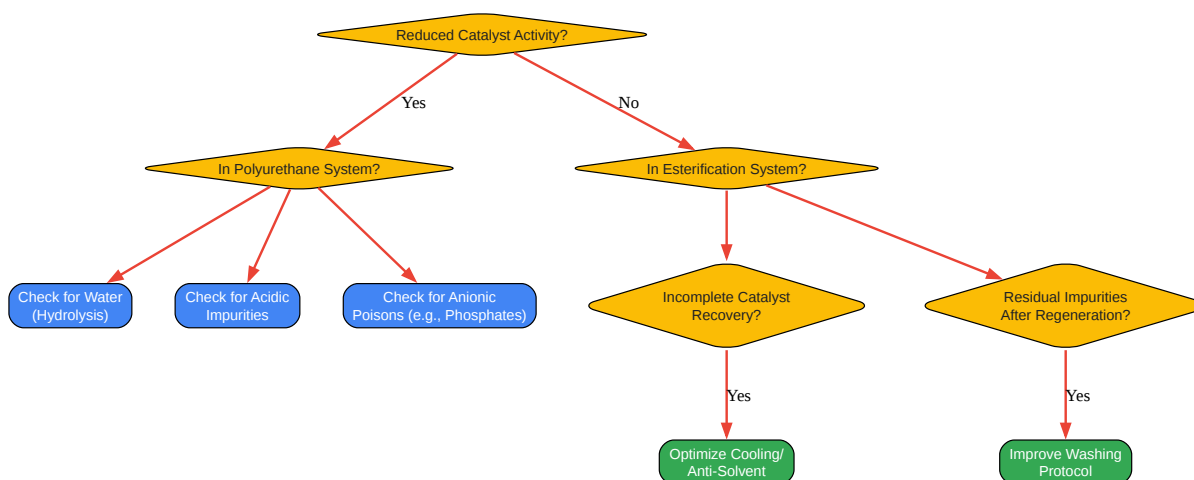 Reduced Catalyst Activity?
Yes
No
In Polyurethane System?
In Esterification System?
Check for Water
(Hydrolysis)
Check for Acidic
Impurities
Check for Anionic
Poisons (e.g., Phosphates)
Incomplete Catalyst
Recovery?
Residual Impurities
After Regeneration?
Yes
Yes
Optimize Cooling/
Anti-Solvent
Improve Washing
Protocol